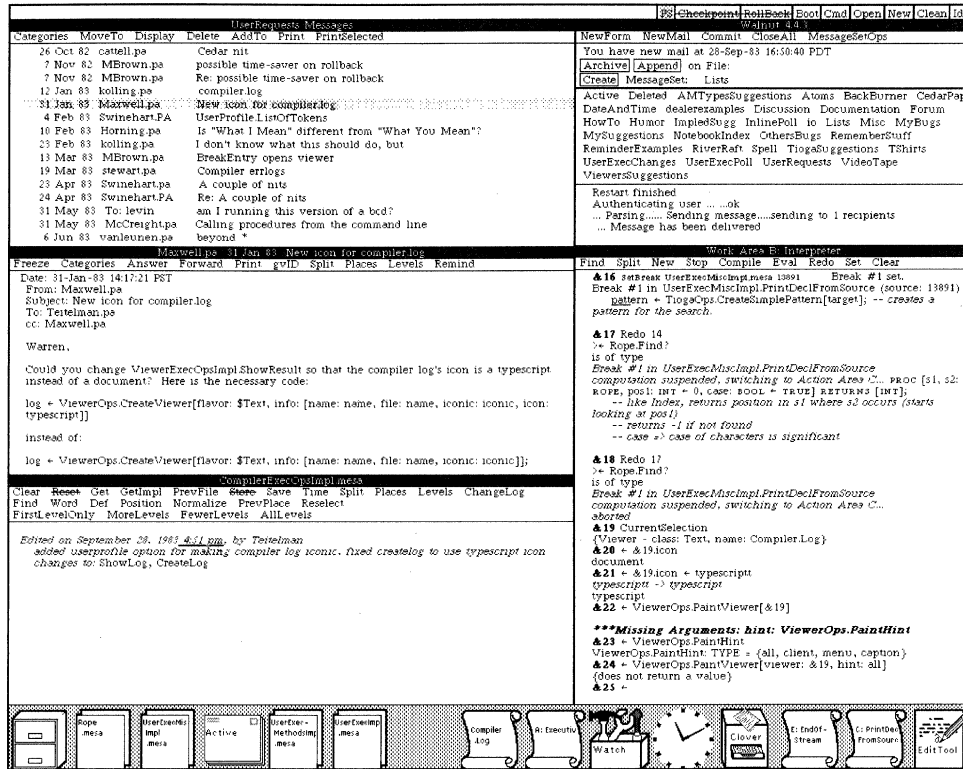 PS Checkpoint RollBack Boot Cmd Open New Clean Id
UserRequests Messages
Categories MoveTo Display Delete AddTo Print PrintSelected
26 Oct 82 cattell.pa Cedar nit
? Nov 82 MBrown.pa possible time-saver on rollback
? Nov 82 MBrown.pa Re: possible time-saver on rollback
12 Jan 83 kolling.pa compiler.log
31 Jan 83 Maxwell.pa New icon for compiler.log
4 Feb 83 Swinehart.PA UserProfile.ListOfTokens
10 Feb 83 Horning.pa Is "What I Mean" different from "What You Mean"?
23 Feb 83 kolling.pa I don't know what this should do, but
13 Mar 83 MBrown.pa BreakEntry opens viewer
19 Mar 83 stewart.pa Compiler errlogs
23 Apr 83 Swinehart.pa A couple of nits
24 Apr 83 Swinehart.PA Re: A couple of nits
31 May 83 To: levin am I running this version of a bcd?
31 May 83 McCreight.pa Calling procedures from the command line
6 Jun 83 vanleunen.pa beyond *
Walnut 4.4.1
NewForm NewMail Commit CloseAll MessageSetOps
You have new mail at 28-Sep-83 16:50:40 PDT
Archive Append on File:
Create MessageSet: Lists
Active Deleted AMTypesSuggestions Atoms BackBurner CedarPap
DateAndTime dealerexamples Discussion Documentation Forum
HowTo Humor ImpledSugg InlinePoll io Lists Misc MyBugs
MySuggestions NotebookIndex OthersBugs RememberStuff
ReminderExamples RiverRaft Spell TiogaSuggestions TShirts
UserExecChanges UserExecPoll UserRequests VideoTape
ViewersSuggestions
Restart finished
Authenticating user ... ...ok
... Parsing...... Sending message.....sending to 1 recipients
... Message has been delivered
Maxwell.pa 31 Jan 83 New icon for compiler.log
Freeze Categories Answer Forward Print gvID Split Places Levels Remind
Date: 31-Jan-83 14:17:21 PST
From: Maxwell.pa
Subject: New icon for compiler.log
To: Teitelman.pa
cc: Maxwell.pa
Warren,
Could you change ViewerExecOpsImpl.ShowResult so that the compiler log's icon is a typescript
instead of a document? Here is the necessary code:
log ← ViewerOps.CreateViewer[flavor: $Text, info: [name: name, file: name, iconic: iconic, icon:
typescript]]
instead of:
log ← ViewerOps.CreateViewer[flavor: $Text, info: [name: name, file: name, iconic: iconic]];
CompilerExecOpsImpl.mesa
Clear Reset Get GetImpl PrevFile Store Save Time Split Places Levels ChangeLog
Find Word Def Position Normalize PrevPlace Reselect
FirstLevelOnly MoreLevels FewerLevels AllLevels
Edited on September 28, 1983 4:51 pm, by Teitelman
added userprofile option for making compiler log iconic. fixed createlog to use typescript icon
changes to: ShowLog, CreateLog
Work Area B: Interpreter
Find Split New Stop Compile Eval Redo Set Clear
&16 SetBreak UserExecMiscImpl.mesa 13891 Break #1 set.
Break #1 in UserExecMiscImpl.PrintDeclFromSource (source: 13891)
pattern ← TiogaOps.CreateSimplePattern[target]; -- creates a
pattern for the search.
&17 Redo 14
>← Rope.Find?
is of type
Break #1 in UserExecMiscImpl.PrintDeclFromSource
computation suspended, switching to Action Area C... PROC [s1, s2:
ROPE, pos1: INT ← 0, case: BOOL ← TRUE] RETURNS [INT];
-- like Index, returns position in s1 where s2 occurs (starts
looking at pos1)
-- returns -1 if not found
-- case => case of characters is significant
&18 Redo 17
>← Rope.Find?
is of type
Break #1 in UserExecMiscImpl.PrintDeclFromSource
computation suspended, switching to Action Area C...
aborted
&19 CurrentSelection
{Viewer - class: Text, name: Compiler.Log}
&20 ← &19.icon
document
&21 ← &19.icon ← typescriptt
typescriptt -> typescript
typescript
&22 ← ViewerOps.PaintViewer[&19]
***Missing Arguments: hint: ViewerOps.PaintHint
&23 ← ViewerOps.PaintHint
ViewerOps.PaintHint: TYPE = {all, client, menu, caption}
&24 ← ViewerOps.PaintViewer[viewer: &19, hint: all]
{does not return a value}
&25 ←
Rope
.mesa
UserExecMis
Impl
.mesa
Active
UserExec-
MethodsImp
.mesa
UserExecImp
.mesa
Compiler
.Log
A: Executiv
Watch
Clover
E: EndOf-
Stream
C: PrintDec
FromSourc
EditTool